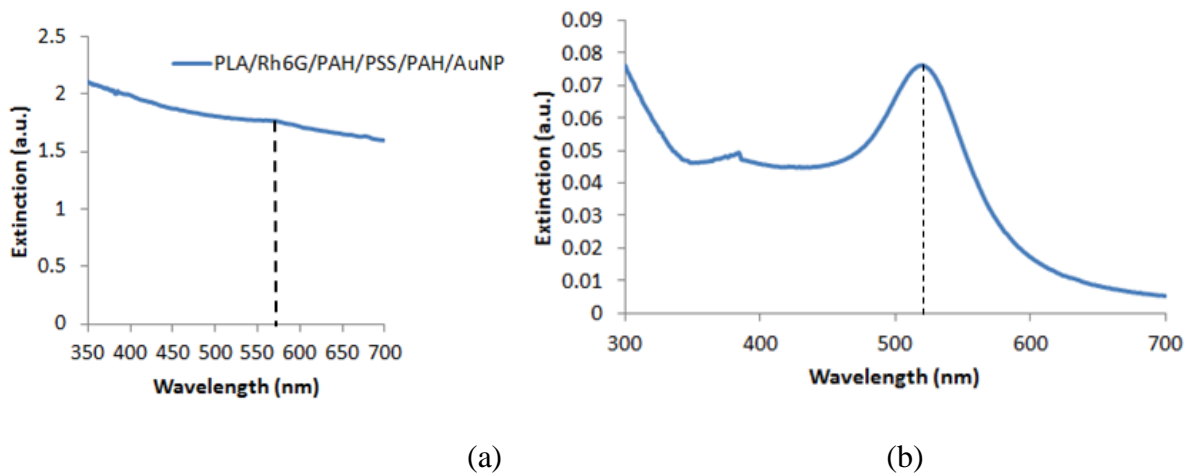 2.5
2
1.5
1
0.5
0
Extinction (a.u.)
PLA/Rh6G/PAH/PSS/PAH/AuNP
350 400 450 500 550 600 650 700
Wavelength (nm)
(a)
0.09
0.08
0.07
0.06
0.05
0.04
0.03
0.02
0.01
0
Extinction (a.u.)
300 400 500 600 700
Wavelength (nm)
(b)